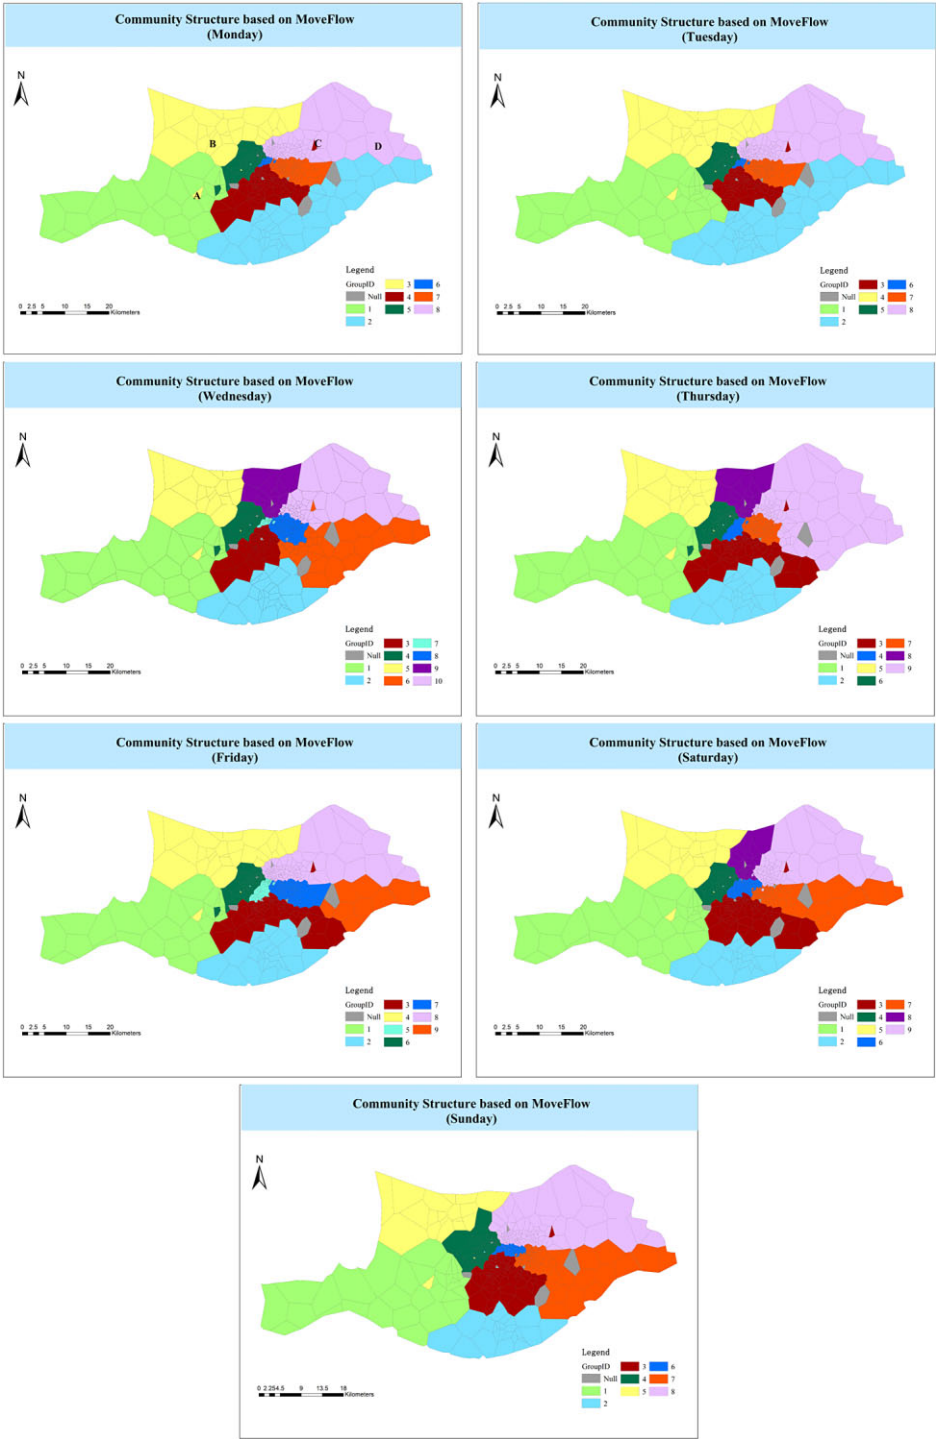 Community Structure based on MoveFlow
(Monday)
N
A
B
C
D
Legend
GroupID
Null
1
2
3
4
5
6
7
8
0 2.5 5 10 15 20
Kilometers
Community Structure based on MoveFlow
(Tuesday)
N
Legend
GroupID
Null
1
2
3
4
5
6
7
8
0 2.5 5 10 15 20
Kilometers
Community Structure based on MoveFlow
(Wednesday)
N
Legend
GroupID
Null
1
2
3
4
5
6
7
8
9
10
0 2.5 5 10 15 20
Kilometers
Community Structure based on MoveFlow
(Thursday)
N
Legend
GroupID
Null
1
2
3
4
5
6
7
8
9
0 2.5 5 10 15 20
Kilometers
Community Structure based on MoveFlow
(Friday)
N
Legend
GroupID
Null
1
2
3
4
5
6
7
8
9
0 2.5 5 10 15 20
Kilometers
Community Structure based on MoveFlow
(Saturday)
N
Legend
GroupID
Null
1
2
3
4
5
6
7
8
9
0 2.5 5 10 15 20
Kilometers
Community Structure based on MoveFlow
(Sunday)
N
Legend
GroupID
Null
1
2
3
4
5
6
7
8
0 2.254.5 9 13.5 18
Kilometers